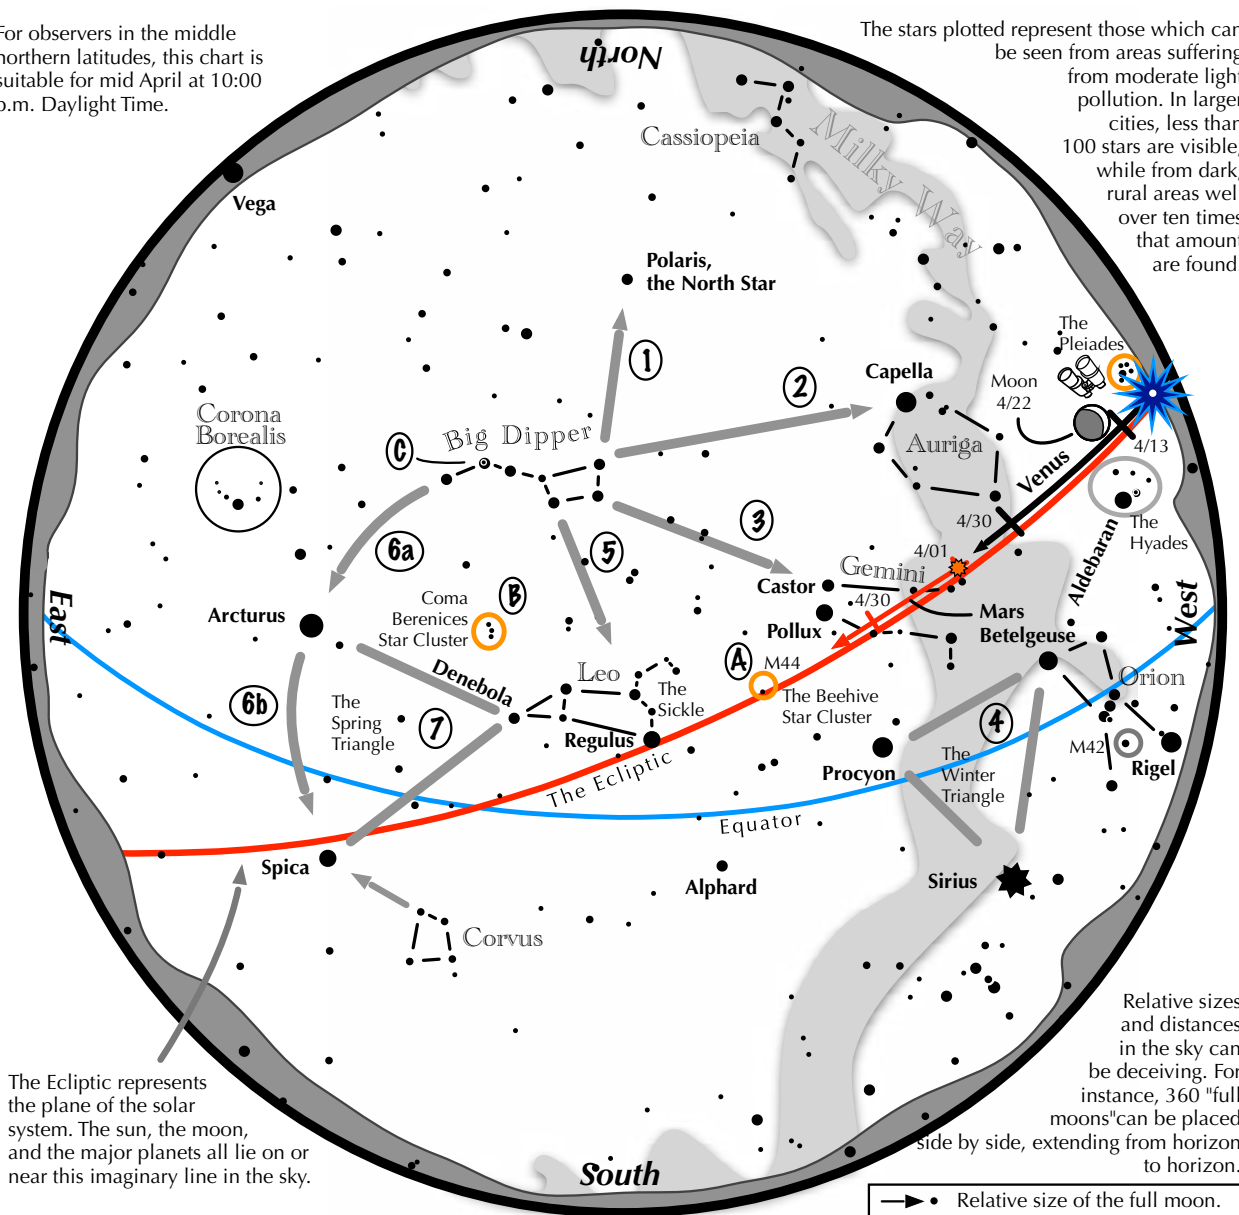 For observers in the middle
northern latitudes, this chart is
suitable for mid April at 10:00
p.m. Daylight Time.
The stars plotted represent those which can
be seen from areas suffering
from moderate light
pollution. In larger
cities, less than
100 stars are visible,
while from dark,
rural areas well
over ten times
that amount
are found.
North
Cassiopeia
Milky Way
Vega
Polaris,
the North Star
1
2
The
Pleiades
Capella
Moon
4/22
Corona
Borealis
Big Dipper
C
Auriga
4/13
Venus
3
4/30
The
Hyades
Aldebaran
6a
5
4/01
Gemini
Castor
4/30
B
Coma
Berenices
Star Cluster
East
West
Arcturus
Pollux
Mars
Betelgeuse
A
M44
The Beehive
Star Cluster
Orion
Denebola
Leo
The
Sickle
6b
The
Spring
Triangle
7
Regulus
4
M42
Rigel
Procyon
The
Winter
Triangle
The Ecliptic
Equator
Spica
Alphard
Sirius
Corvus
The Ecliptic represents
the plane of the solar
system. The sun, the moon,
and the major planets all lie on or
near this imaginary line in the sky.
Relative sizes
and distances
in the sky can
be deceiving. For
instance, 360 "full
moons"can be placed
side by side, extending from horizon
to horizon.
South
Relative size of the full moon.